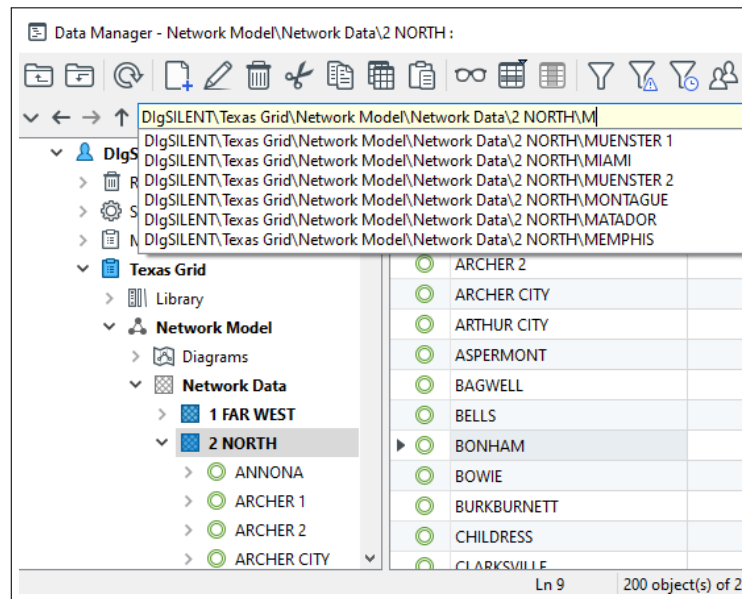 Data Manager - Network Model\Network Data\2 NORTH :
DIgSILENT\Texas Grid\Network Model\Network Data\2 NORTH\M
DIgSILENT\Texas Grid\Network Model\Network Data\2 NORTH\MUENSTER 1
DIgSILENT\Texas Grid\Network Model\Network Data\2 NORTH\MIAMI
DIgSILENT\Texas Grid\Network Model\Network Data\2 NORTH\MUENSTER 2
DIgSILENT\Texas Grid\Network Model\Network Data\2 NORTH\MONTAGUE
DIgSILENT\Texas Grid\Network Model\Network Data\2 NORTH\MATADOR
DIgSILENT\Texas Grid\Network Model\Network Data\2 NORTH\MEMPHIS
DIgS
R
S
M
Texas Grid
Library
Network Model
Diagrams
Network Data
1 FAR WEST
2 NORTH
ANNONA
ARCHER 1
ARCHER 2
ARCHER CITY
ARCHER 2
ARCHER CITY
ARTHUR CITY
ASPERMONT
BAGWELL
BELLS
BONHAM
BOWIE
BURKBURNETT
CHILDRESS
CLARKSVILLE
Ln 9
200 object(s) of 2